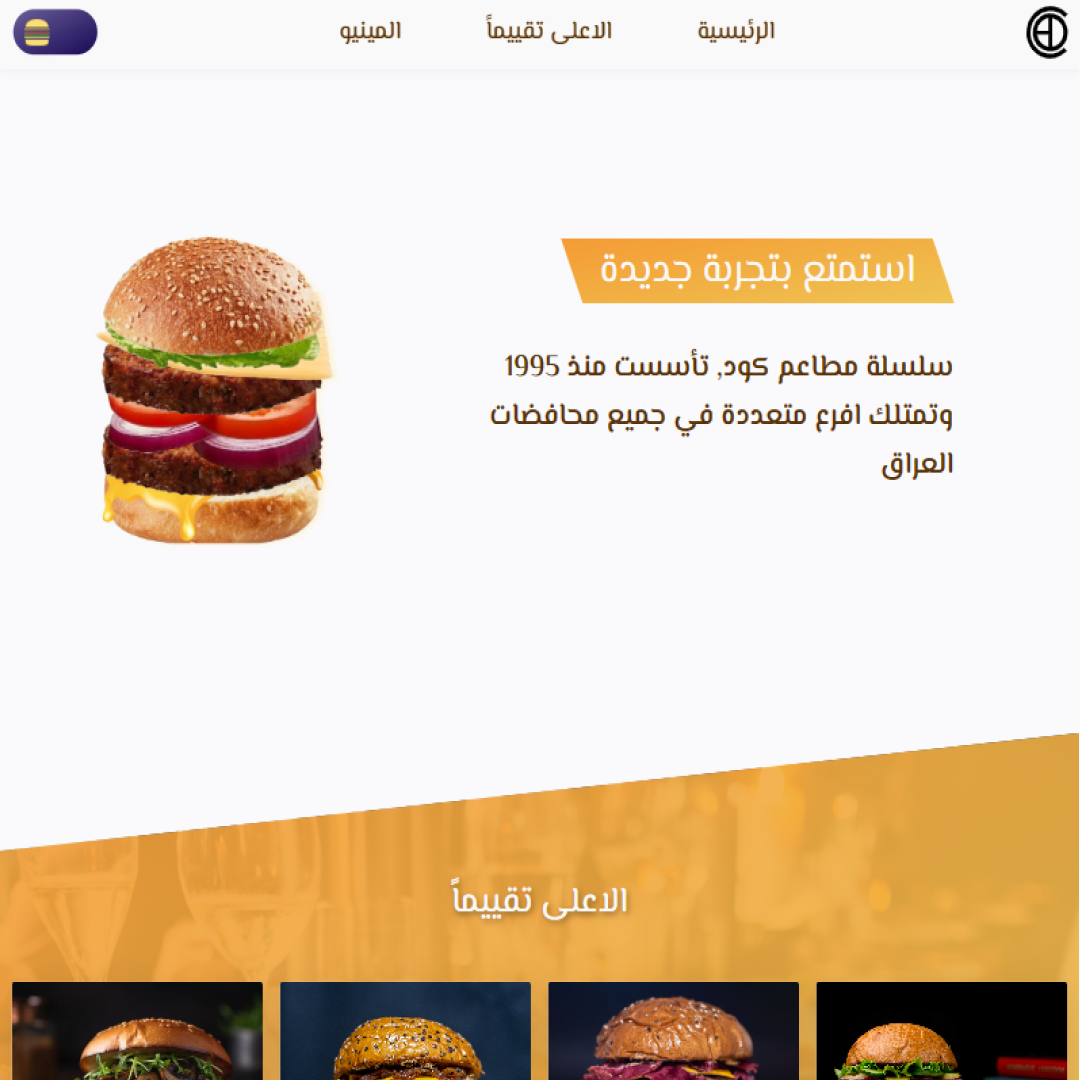 الرئيسية
الاعلى تقييماً
المينيو
استمتع بتجربة جديدة
سلسلة مطاعم كود, تأسست منذ 1995
وتمتلك افرع متعددة في جميع محافضات
العراق
الاعلى تقييماً